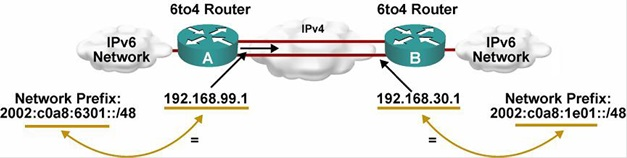 6to4 Router
6to4 Router
IPv6
Network
A
IPv4
B
IPv6
Network
Network Prefix:
2002:c0a8:6301::/48
192.168.99.1
192.168.30.1
Network Prefix:
2002:c0a8:1e01::/48
=
=